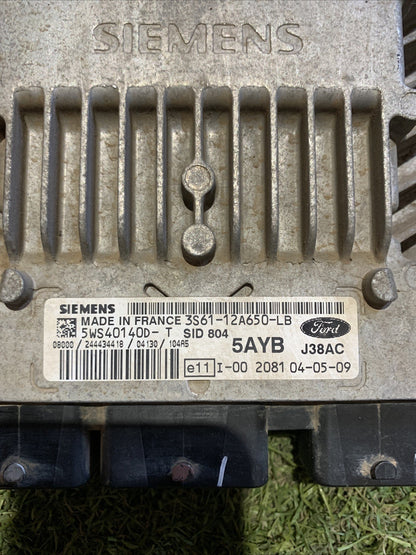 SIEMENS
SIEMENS
MADE IN FRANCE 3S61-12A650-LB
5WS40140D-T SID 804
08000 / 244434418 / 04130 / 104A5
Ford
5AYB J38AC
e11 I-00 2081 04-05-09